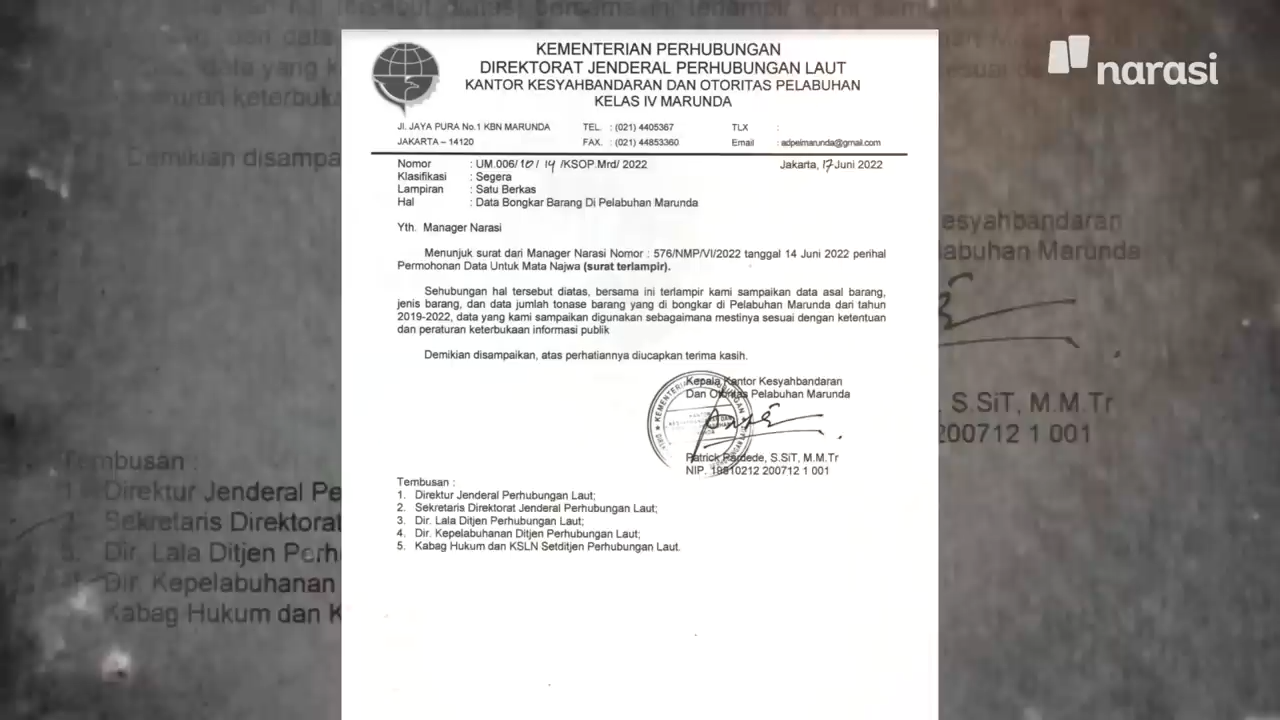 narasi
KEMENTERIAN PERHUBUNGAN
DIREKTORAT JENDERAL PERHUBUNGAN LAUT
KANTOR KESYAHBANDARAN DAN OTORITAS PELABUHAN
KELAS IV MARUNDA
Jl. JAYA PURA No.1 KBN MARUNDA TEL. : (021) 4405367 TLX :
JAKARTA – 14120 FAX. : (021) 44853360 Email : adpelmarunda@gmail.com
Nomor : UM.006/10/14/KSOP.Mrd/ 2022 Jakarta, 17 Juni 2022
Klasifikasi : Segera
Lampiran : Satu Berkas
Hal : Data Bongkar Barang Di Pelabuhan Marunda
Yth. Manager Narasi
Menunjuk surat dari Manager Narasi Nomor : 576/NMP/VI/2022 tanggal 14 Juni 2022 perihal
Permohonan Data Untuk Mata Najwa (surat terlampir).
Sehubungan hal tersebut diatas, bersama ini terlampir kami sampaikan data asal barang,
jenis barang, dan data jumlah tonase barang yang di bongkar di Pelabuhan Marunda dari tahun
2019-2022, data yang kami sampaikan digunakan sebagaimana mestinya sesuai dengan ketentuan
dan peraturan keterbukaan informasi publik
Demikian disampaikan, atas perhatiannya diucapkan terima kasih.
Kepala Kantor Kesyahbandaran
Dan Otoritas Pelabuhan Marunda
Patrick Pardede, S.SiT, M.M.Tr
NIP. 19810212 200712 1 001
Tembusan :
1. Direktur Jenderal Perhubungan Laut;
2. Sekretaris Direktorat Jenderal Perhubungan Laut;
3. Dir. Lala Ditjen Perhubungan Laut;
4. Dir. Kepelabuhanan Ditjen Perhubungan Laut;
5. Kabag Hukum dan KSLN Setditjen Perhubungan Laut.